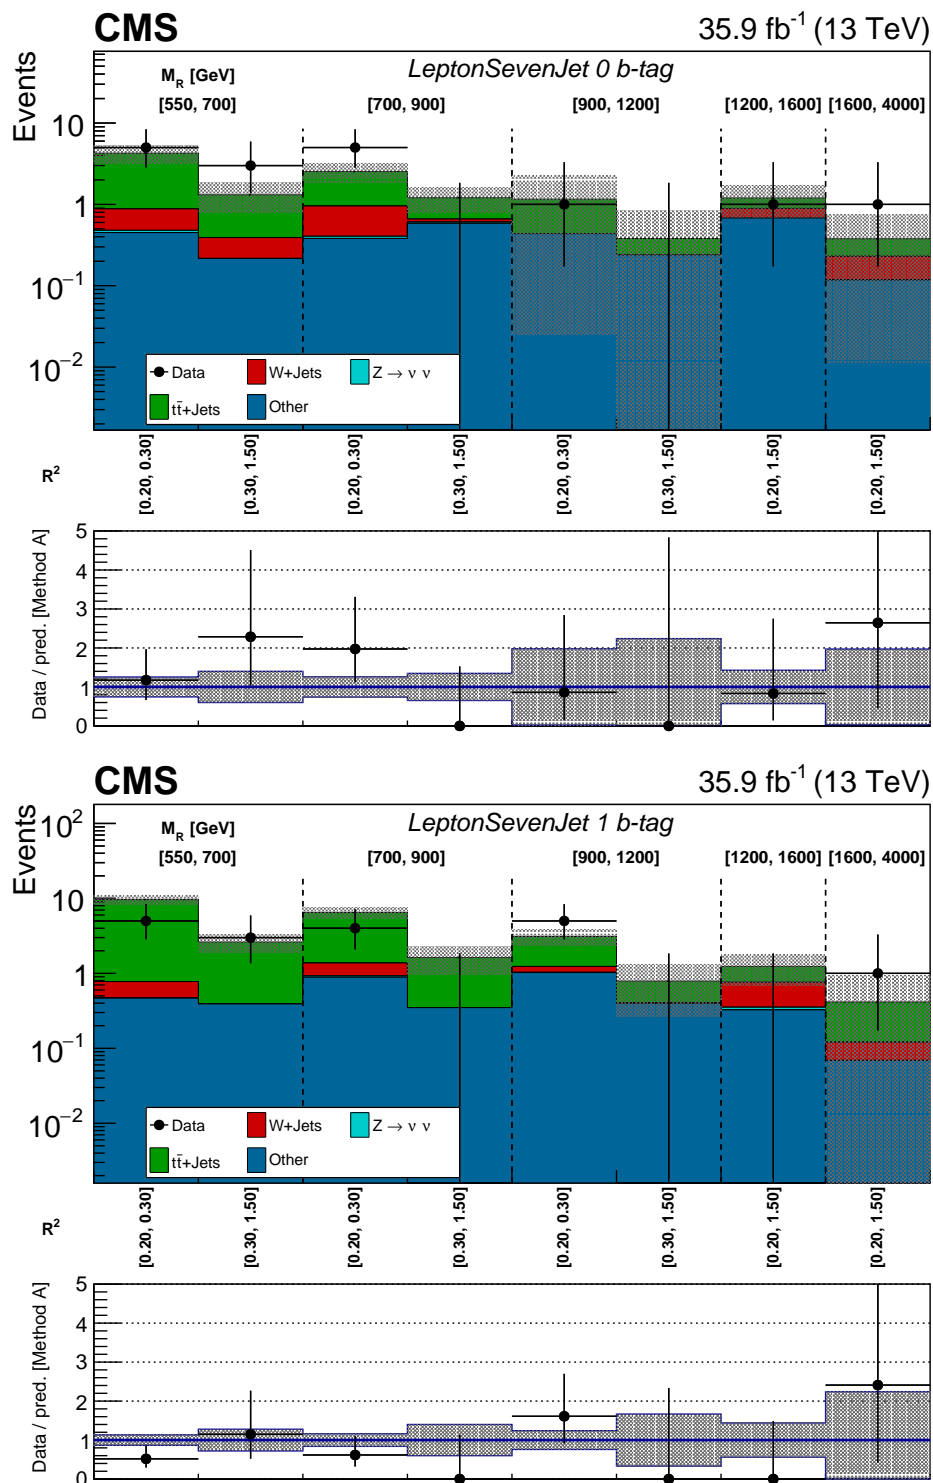 CMS 35.9 fb⁻¹ (13 TeV)
Events
M_R [GeV] LeptonSevenJet 0 b-tag
[550, 700] [700, 900] [900, 1200] [1200, 1600] [1600, 4000]
10
1
10⁻¹
10⁻²
Data W+Jets Z → ν ν
tt̄+Jets Other
R² [0.20, 0.30] [0.30, 1.50] [0.20, 0.30] [0.30, 1.50] [0.20, 0.30] [0.30, 1.50] [0.20, 1.50] [0.20, 1.50]
Data / pred. [Method A]
5
4
3
2
1
0
CMS 35.9 fb⁻¹ (13 TeV)
Events
10²
M_R [GeV] LeptonSevenJet 1 b-tag
[550, 700] [700, 900] [900, 1200] [1200, 1600] [1600, 4000]
10
1
10⁻¹
10⁻²
Data W+Jets Z → ν ν
tt̄+Jets Other
R² [0.20, 0.30] [0.30, 1.50] [0.20, 0.30] [0.30, 1.50] [0.20, 0.30] [0.30, 1.50] [0.20, 1.50] [0.20, 1.50]
Data / pred. [Method A]
5
4
3
2
1
0